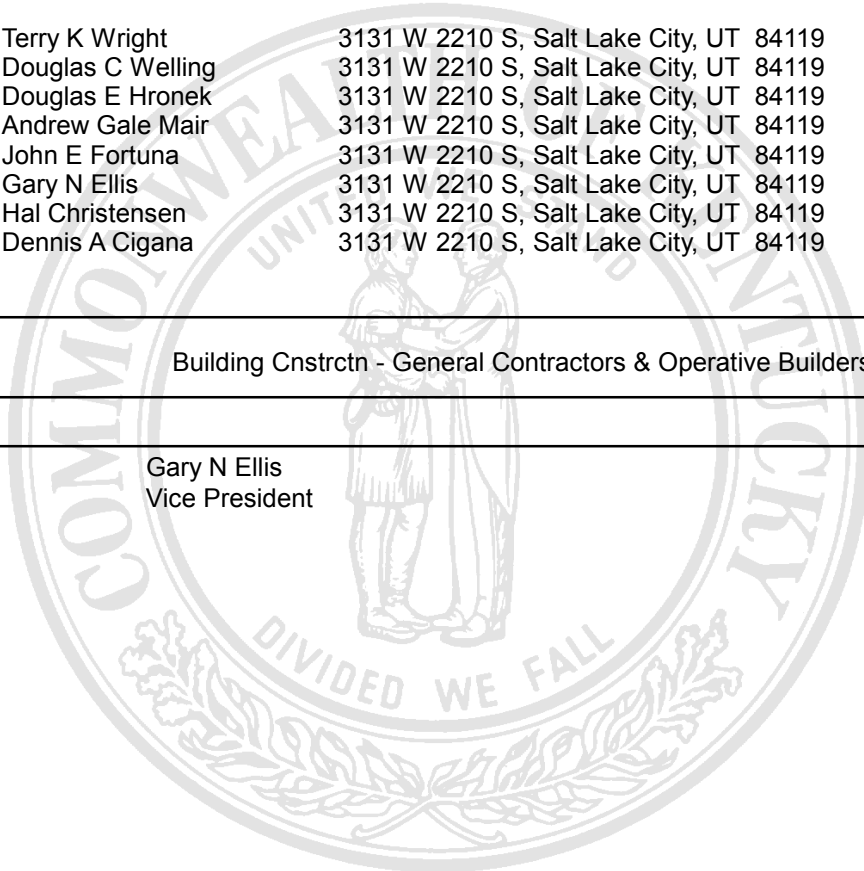 Terry K Wright 3131 W 2210 S, Salt Lake City, UT 84119
Douglas C Welling 3131 W 2210 S, Salt Lake City, UT 84119
Douglas E Hronek 3131 W 2210 S, Salt Lake City, UT 84119
Andrew Gale Mair 3131 W 2210 S, Salt Lake City, UT 84119
John E Fortuna 3131 W 2210 S, Salt Lake City, UT 84119
Gary N Ellis 3131 W 2210 S, Salt Lake City, UT 84119
Hal Christensen 3131 W 2210 S, Salt Lake City, UT 84119
Dennis A Cigana 3131 W 2210 S, Salt Lake City, UT 84119
Building Cnstrctn - General Contractors & Operative Builders
Gary N Ellis
Vice President
COMMONWEALTH OF KENTUCKY
UNITED WE STAND
DIVIDED WE FALL